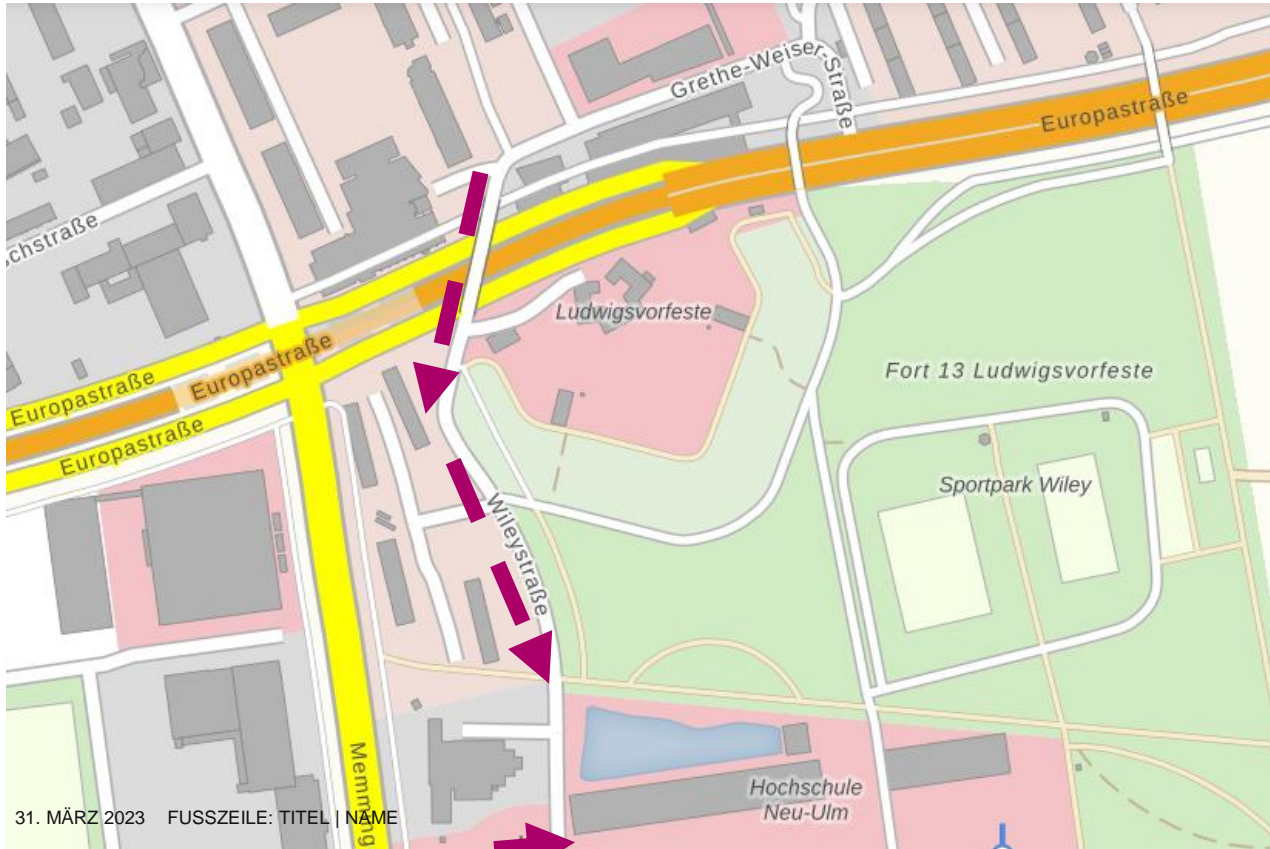 Grethe-Weiser-Straße
Europastraße
chstraße
Ludwigsvorfeste
Europastraße
Europastraße
Europastraße
Fort 13 Ludwigsvorfeste
Sportpark Wiley
Wileystraße
Memming
Hochschule
Neu-Ulm
31. MÄRZ 2023 FUSSZEILE: TITEL | NAME